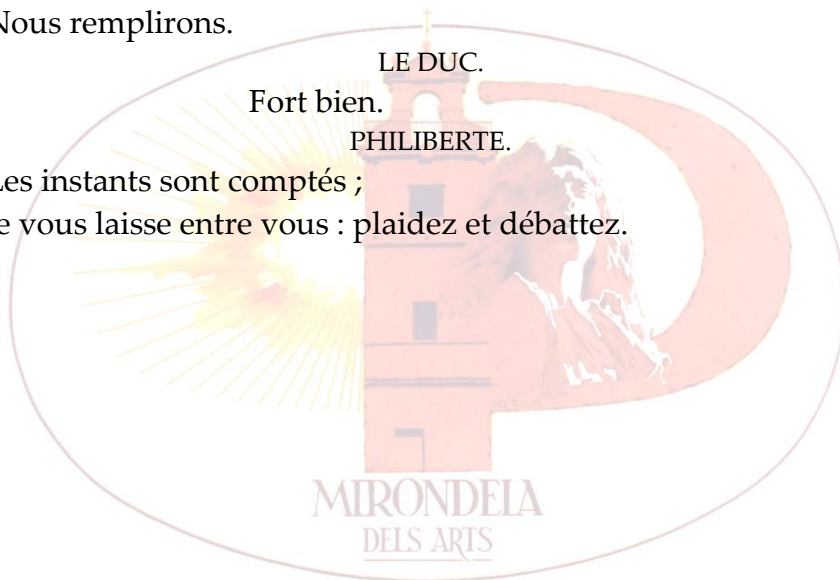 Nous remplirons.
LE DUC.
Fort bien.
PHILIBERTE.
Les instants sont comptés ;
e vous laisse entre vous : plaidez et débattez.
MIRONDELA
DELS ARTS